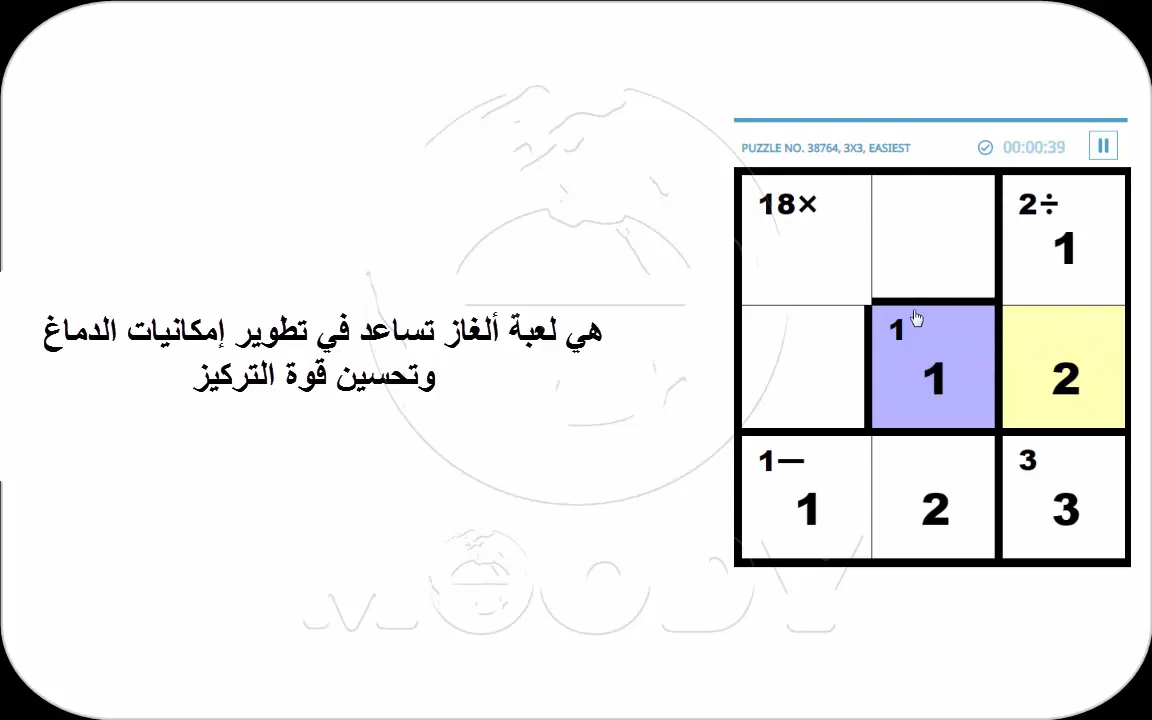 PUZZLE NO. 38764, 3X3, EASIEST 00:00:39
18× 2÷
1
هي لعبة ألغاز تساعد في تطوير إمكانيات الدماغ
وتحسين قوة التركيز
1
1 2
1— 3
1 2 3
MOODY